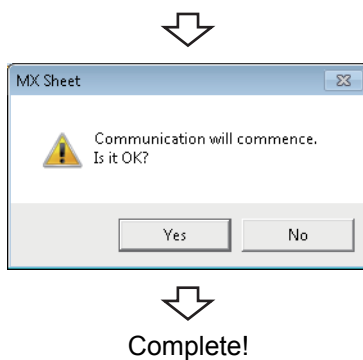 MX Sheet
Communication will commence.
Is it OK?
Yes
No
Complete!